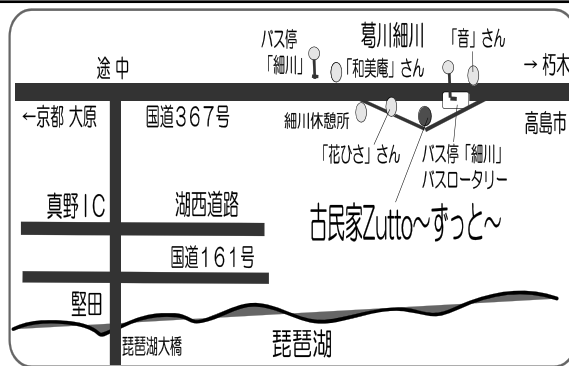 葛川細川
「音」さん
バス停
「細川」
「和美庵」さん
途中
→ 朽木
←京都 大原
国道367号
細川休憩所
高島市
「花ひさ」さん
バス停「細川」
バスロータリー
真野IC
湖西道路
古民家Zutto～ずっと～
国道161号
堅田
琵琶湖大橋
琵琶湖